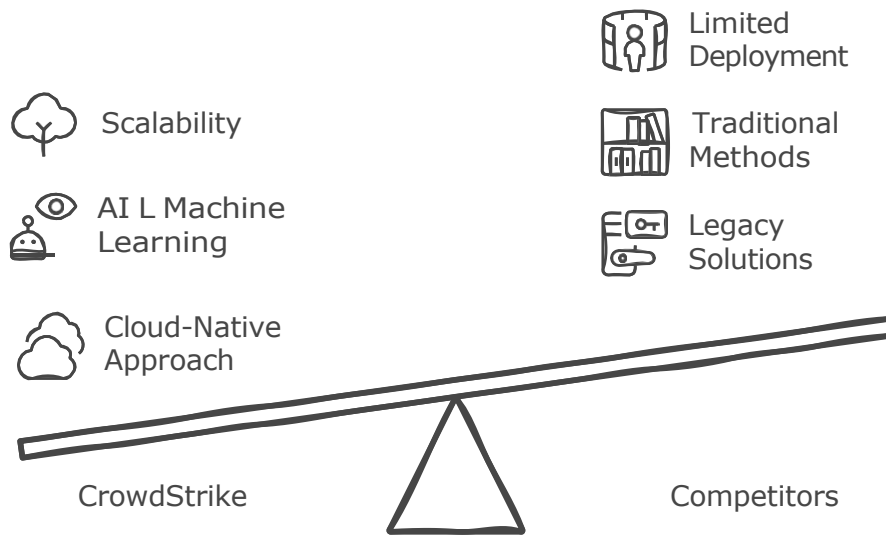 Scalability
AI L Machine
Learning
Cloud-Native
Approach
Limited
Deployment
Traditional
Methods
Legacy
Solutions
CrowdStrike
Competitors